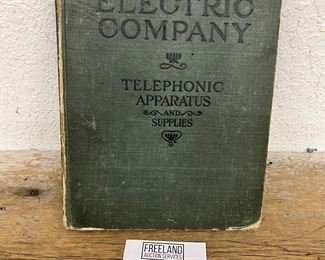 ELECTRIC
COMPANY
TELEPHONIC
APPARATUS
AND
SUPPLIES
FREELAND
AUCTION SERVICES